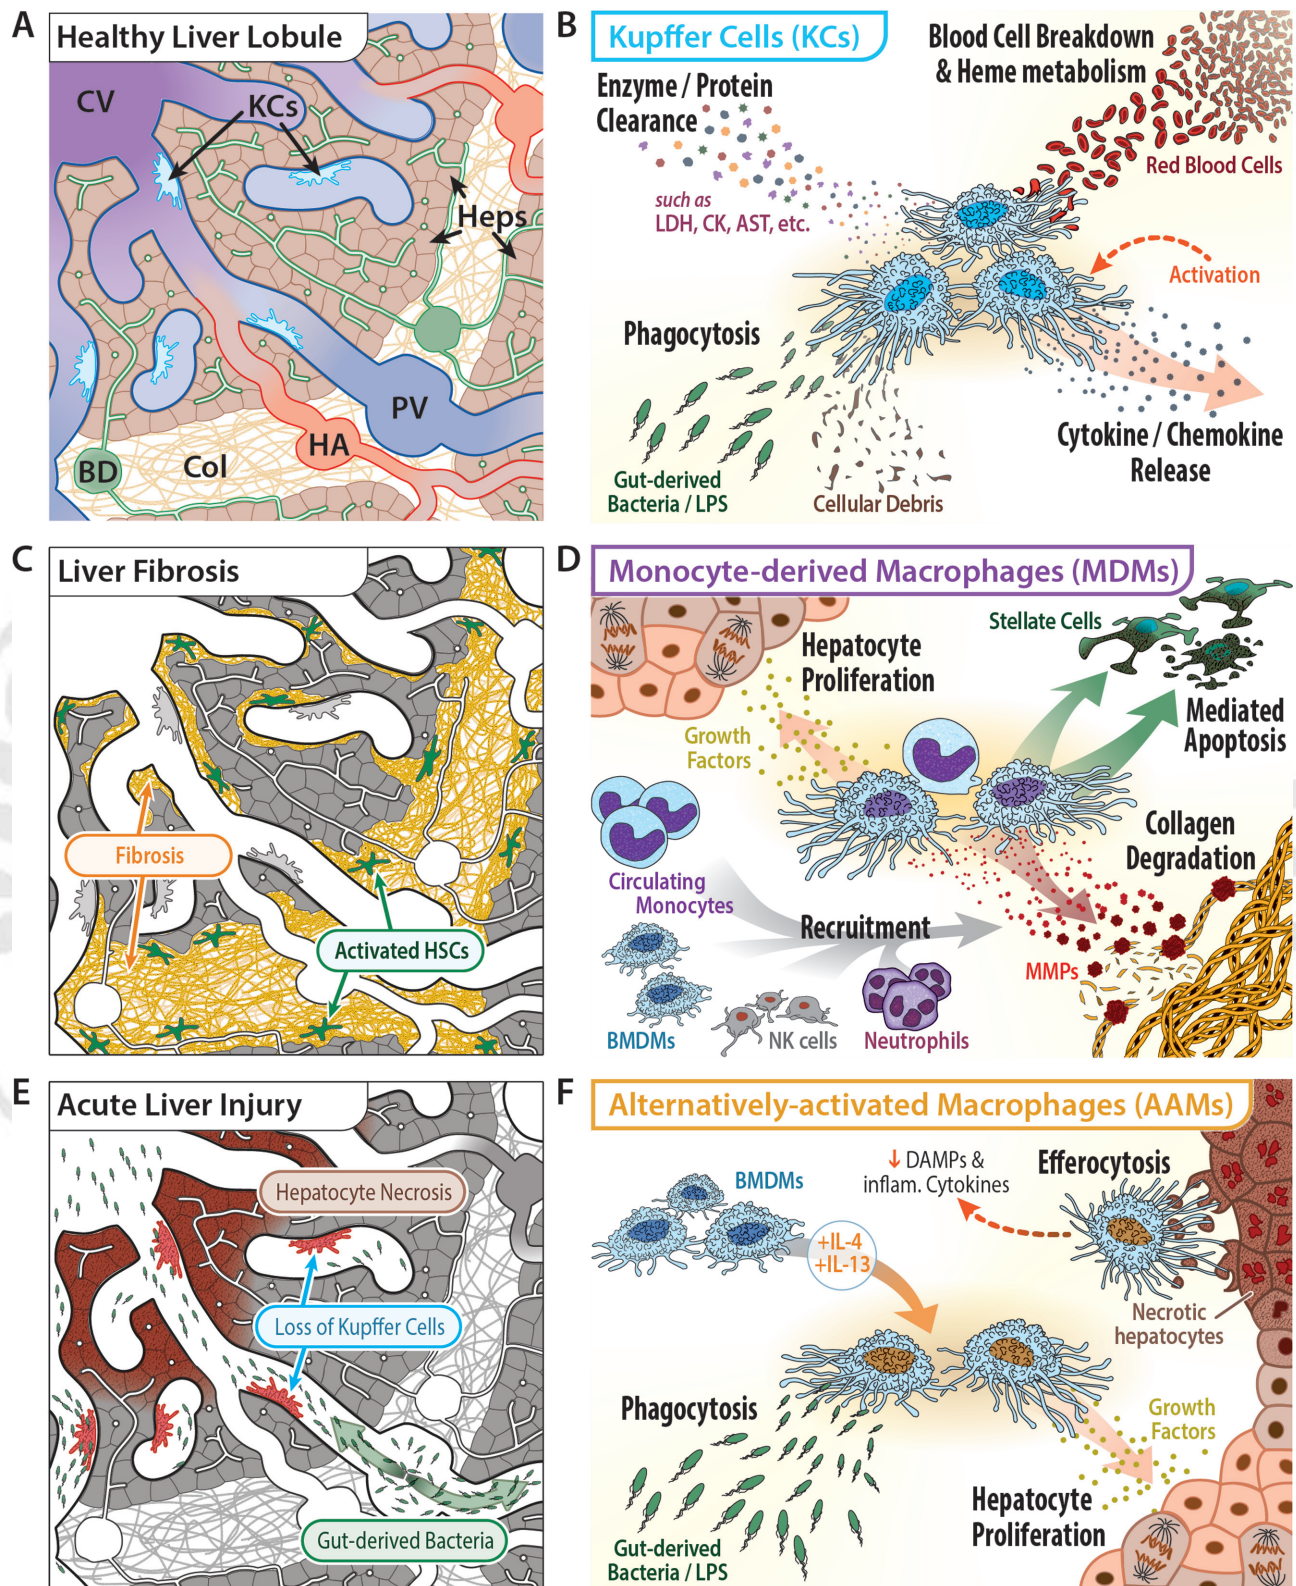 A
Healthy Liver Lobule
CV
KCs
Heps
PV
HA
Col
BD
B
Kupffer Cells (KCs)
Blood Cell Breakdown
& Heme metabolism
Enzyme / Protein
Clearance
Red Blood Cells
such as
LDH, CK, AST, etc.
Activation
Phagocytosis
Cytokine / Chemokine
Release
Gut-derived
Bacteria / LPS
Cellular Debris
C
Liver Fibrosis
Fibrosis
Activated HSCs
D
Monocyte-derived Macrophages (MDMs)
Stellate Cells
Hepatocyte
Proliferation
Mediated
Apoptosis
Growth
Factors
Collagen
Degradation
Circulating
Monocytes
Recruitment
MMPs
BMDMs
NK cells
Neutrophils
E
Acute Liver Injury
Hepatocyte Necrosis
Loss of Kupffer Cells
Gut-derived Bacteria
F
Alternatively-activated Macrophages (AAMs)
↓ DAMPs &
inflam. Cytokines
Efferocytosis
BMDMs
+IL-4
+IL-13
Necrotic
hepatocytes
Phagocytosis
Growth
Factors
Hepatocyte
Proliferation
Gut-derived
Bacteria / LPS